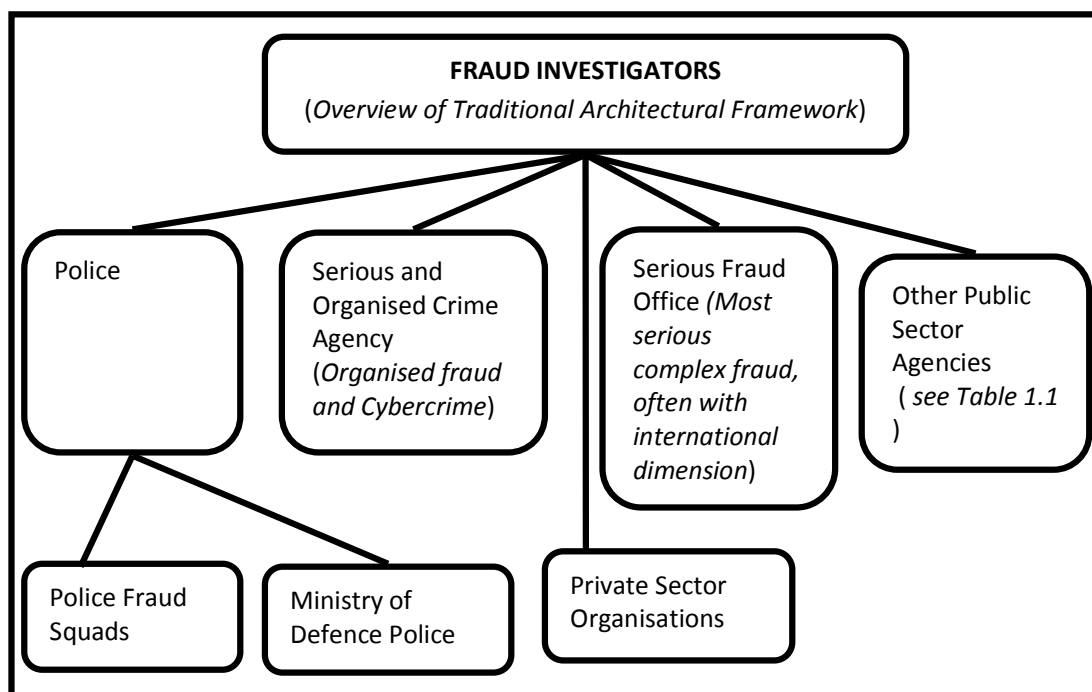 FRAUD INVESTIGATORS
(Overview of Traditional Architectural Framework)
Police
Serious and
Organised Crime
Agency
(Organised fraud
and Cybercrime)
Serious Fraud
Office (Most
serious
complex fraud,
often with
international
dimension)
Other Public
Sector
Agencies
( see Table 1.1
)
Police Fraud
Squads
Ministry of
Defence Police
Private Sector
Organisations